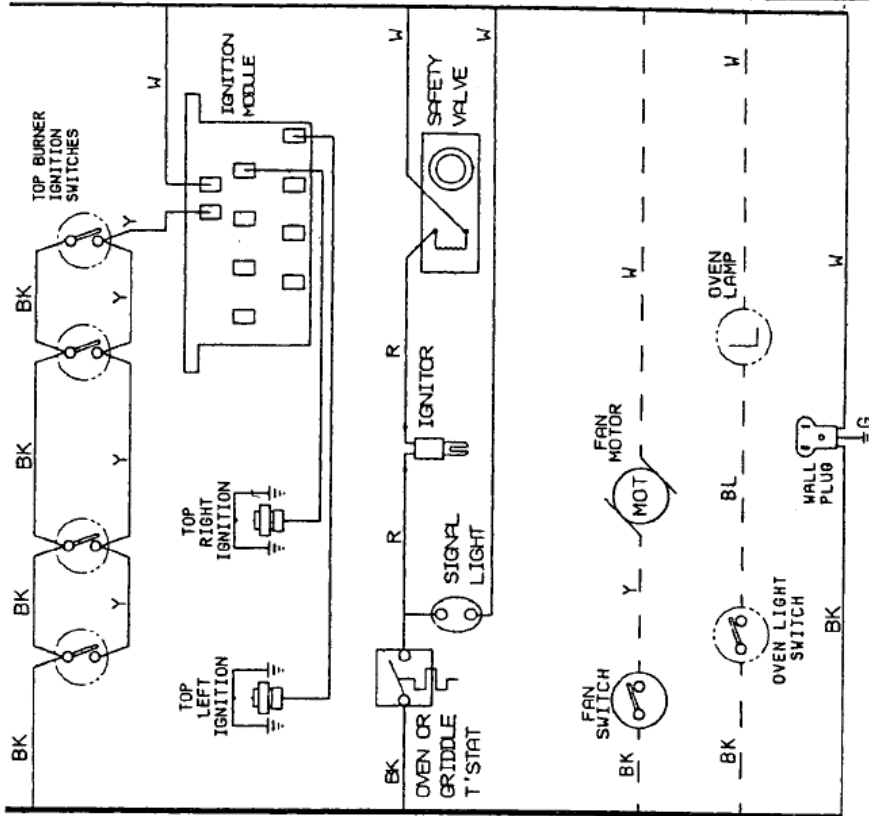 BK
BK
BK
BK
Y
Y
Y
Y
TOP BURNER
IGNITION
SWITCHES
W
IGNITION
MODULE
TOP
LEFT
IGNITION
TOP
RIGHT
IGNITION
BK
OVEN OR
GRIDDLE
T'STAT
R
SIGNAL
LIGHT
IGNITOR
R
SAFETY
VALVE
W
W
BK
FAN
SWITCH
Y
MOT
FAN
MOTOR
W
BK
OVEN LIGHT
SWITCH
BL
L
OVEN
LAMP
W
BK
WALL
PLUG
G
W